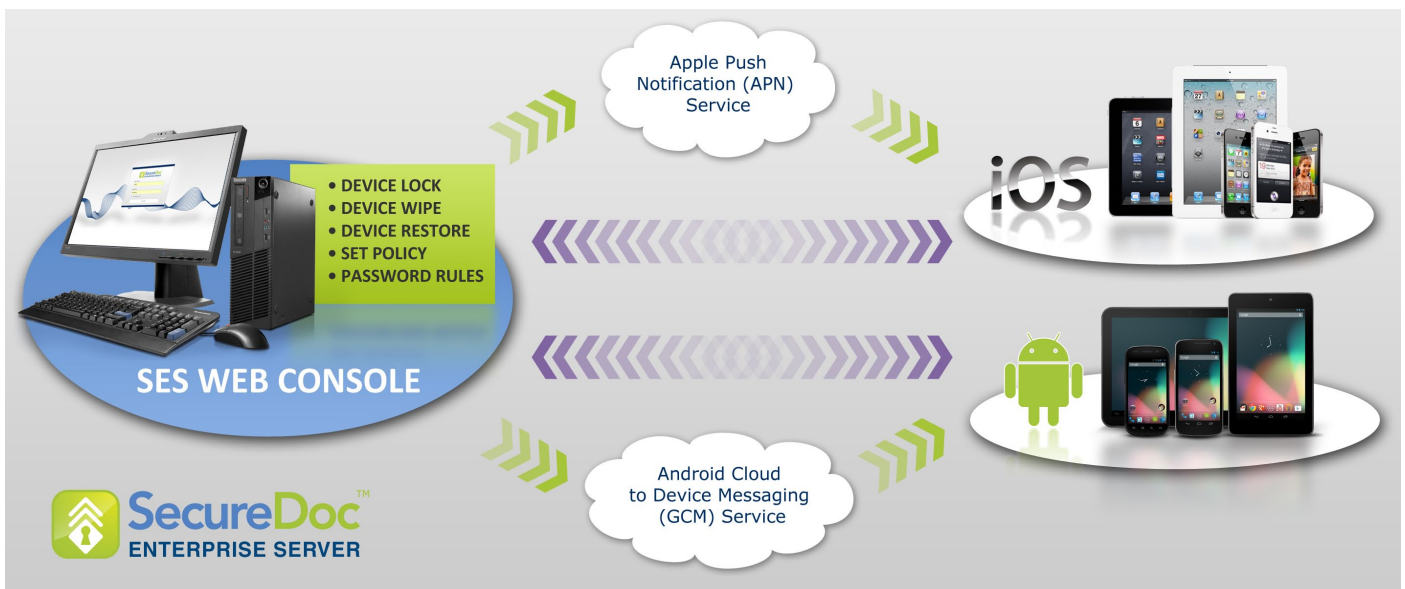 SecureDoc
• DEVICE LOCK
• DEVICE WIPE
• DEVICE RESTORE
• SET POLICY
• PASSWORD RULES
SES WEB CONSOLE
Apple Push
Notification (APN)
Service
iOS
Android Cloud
to Device Messaging
(GCM) Service
SecureDoc™
ENTERPRISE SERVER